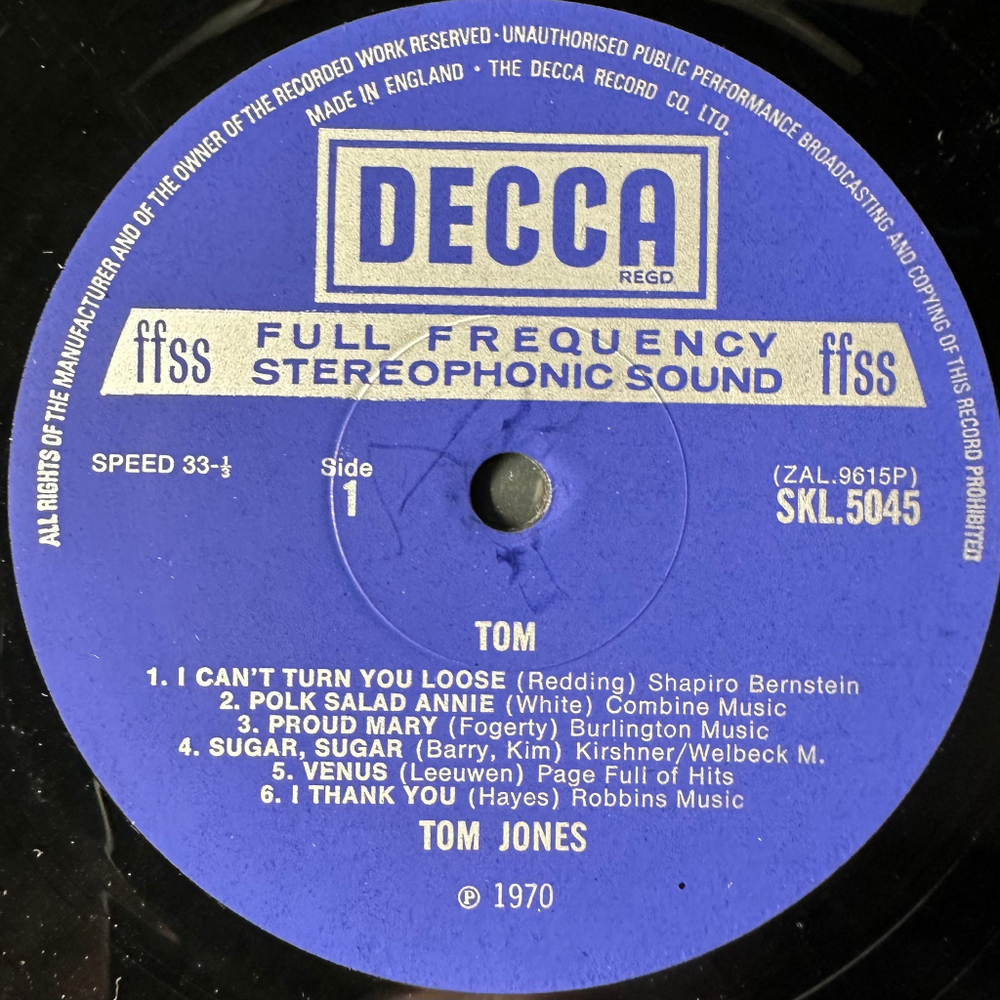 ALL RIGHTS OF THE MANUFACTURER AND OF THE OWNER OF THE RECORDED WORK RESERVED · UNAUTHORISED PUBLIC PERFORMANCE BROADCASTING AND COPYING OF THIS RECORD PROHIBITED
MADE IN ENGLAND · THE DECCA RECORD CO. LTD.
DECCA
REGD
ffss FULL FREQUENCY STEREOPHONIC SOUND ffss
SPEED 33-⅓
Side
1
(ZAL.9615P)
SKL.5045
TOM
1. I CAN'T TURN YOU LOOSE (Redding) Shapiro Bernstein
2. POLK SALAD ANNIE (White) Combine Music
3. PROUD MARY (Fogerty) Burlington Music
4. SUGAR, SUGAR (Barry, Kim) Kirshner/Welbeck M.
5. VENUS (Leeuwen) Page Full of Hits
6. I THANK YOU (Hayes) Robbins Music
TOM JONES
℗ 1970